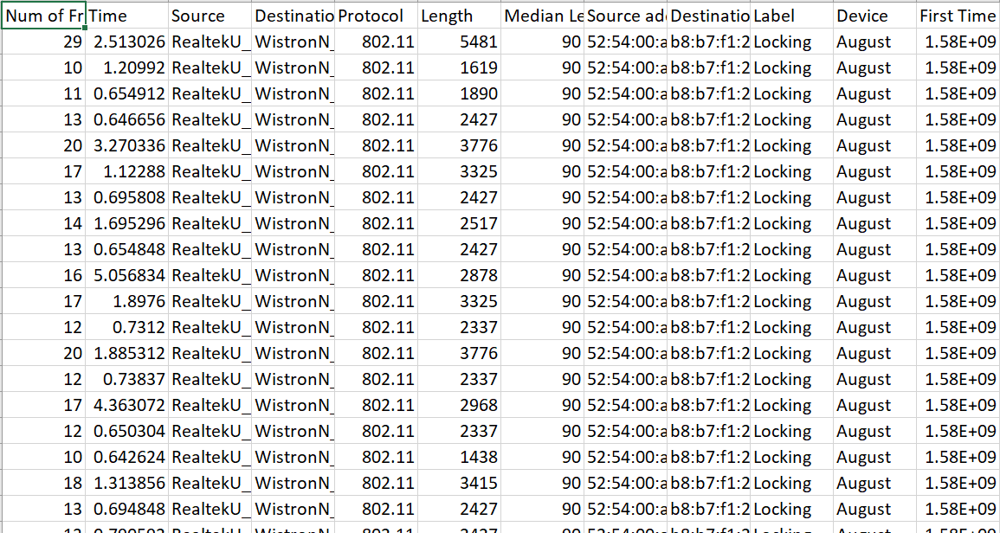 Num of Fr Time Source Destinatio Protocol Length Median Le Source ad Destinatio Label Device First Time
29 2.513026 RealtekU_ WistronN_ 802.11 5481 90 52:54:00:a b8:b7:f1:2 Locking August 1.58E+09
10 1.20992 RealtekU_ WistronN_ 802.11 1619 90 52:54:00:a b8:b7:f1:2 Locking August 1.58E+09
11 0.654912 RealtekU_ WistronN_ 802.11 1890 90 52:54:00:a b8:b7:f1:2 Locking August 1.58E+09
13 0.646656 RealtekU_ WistronN_ 802.11 2427 90 52:54:00:a b8:b7:f1:2 Locking August 1.58E+09
20 3.270336 RealtekU_ WistronN_ 802.11 3776 90 52:54:00:a b8:b7:f1:2 Locking August 1.58E+09
17 1.12288 RealtekU_ WistronN_ 802.11 3325 90 52:54:00:a b8:b7:f1:2 Locking August 1.58E+09
13 0.695808 RealtekU_ WistronN_ 802.11 2427 90 52:54:00:a b8:b7:f1:2 Locking August 1.58E+09
14 1.695296 RealtekU_ WistronN_ 802.11 2517 90 52:54:00:a b8:b7:f1:2 Locking August 1.58E+09
13 0.654848 RealtekU_ WistronN_ 802.11 2427 90 52:54:00:a b8:b7:f1:2 Locking August 1.58E+09
16 5.056834 RealtekU_ WistronN_ 802.11 2878 90 52:54:00:a b8:b7:f1:2 Locking August 1.58E+09
17 1.8976 RealtekU_ WistronN_ 802.11 3325 90 52:54:00:a b8:b7:f1:2 Locking August 1.58E+09
12 0.7312 RealtekU_ WistronN_ 802.11 2337 90 52:54:00:a b8:b7:f1:2 Locking August 1.58E+09
20 1.885312 RealtekU_ WistronN_ 802.11 3776 90 52:54:00:a b8:b7:f1:2 Locking August 1.58E+09
12 0.73837 RealtekU_ WistronN_ 802.11 2337 90 52:54:00:a b8:b7:f1:2 Locking August 1.58E+09
17 4.363072 RealtekU_ WistronN_ 802.11 2968 90 52:54:00:a b8:b7:f1:2 Locking August 1.58E+09
12 0.650304 RealtekU_ WistronN_ 802.11 2337 90 52:54:00:a b8:b7:f1:2 Locking August 1.58E+09
10 0.642624 RealtekU_ WistronN_ 802.11 1438 90 52:54:00:a b8:b7:f1:2 Locking August 1.58E+09
18 1.313856 RealtekU_ WistronN_ 802.11 3415 90 52:54:00:a b8:b7:f1:2 Locking August 1.58E+09
13 0.694848 RealtekU_ WistronN_ 802.11 2427 90 52:54:00:a b8:b7:f1:2 Locking August 1.58E+09